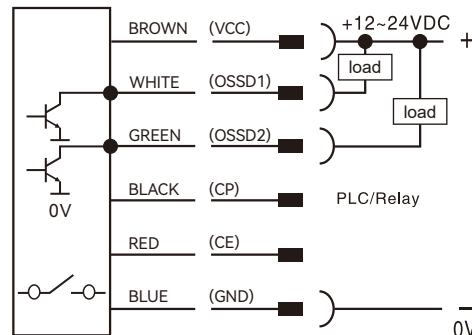 BROWN (VCC) +12~24VDC +
load
WHITE (OSSD1)
load
GREEN (OSSD2)
BLACK (CP) PLC/Relay
0V
RED (CE)
BLUE (GND) −
0V